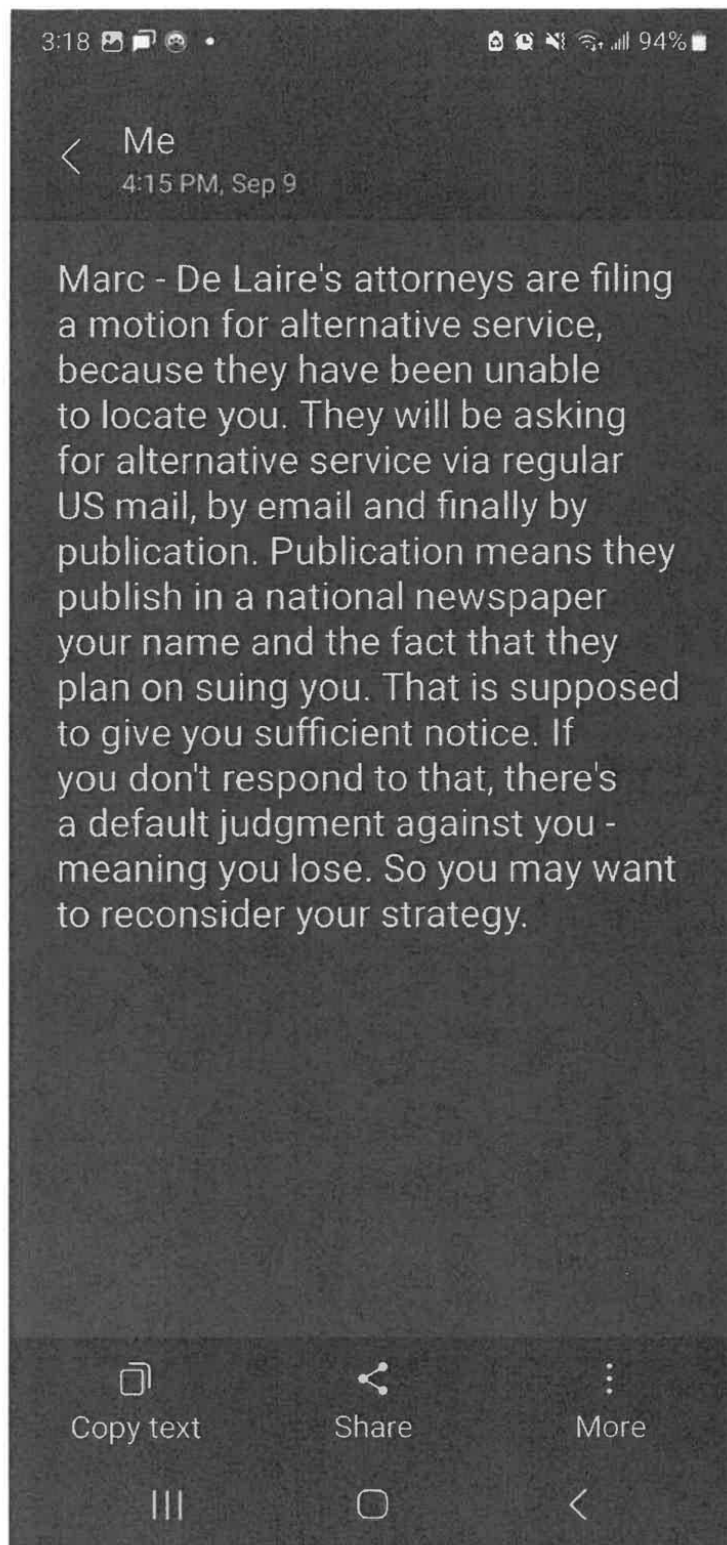 3:18 94%
Me
4:15 PM, Sep 9
Marc - De Laire's attorneys are filing
a motion for alternative service,
because they have been unable
to locate you. They will be asking
for alternative service via regular
US mail, by email and finally by
publication. Publication means they
publish in a national newspaper
your name and the fact that they
plan on suing you. That is supposed
to give you sufficient notice. If
you don't respond to that, there's
a default judgment against you -
meaning you lose. So you may want
to reconsider your strategy.
Copy text Share More